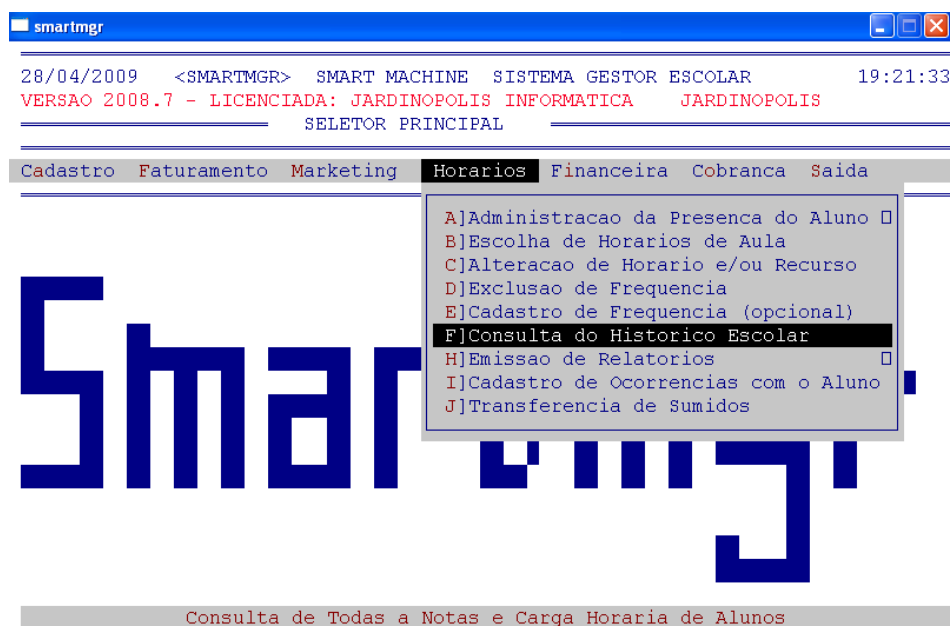 smartmgr
28/04/2009 <SMARTMGR> SMART MACHINE SISTEMA GESTOR ESCOLAR 19:21:33
VERSAO 2008.7 - LICENCIADA: JARDINOPOLIS INFORMATICA JARDINOPOLIS
SELETOR PRINCIPAL
Cadastro Faturamento Marketing Horarios Financeira Cobranca Saida
A]Administracao da Presenca do Aluno
B]Escolha de Horarios de Aula
C]Alteracao de Horario e/ou Recurso
D]Exclusao de Frequencia
E]Cadastro de Frequencia (opcional)
F]Consulta do Historico Escolar
H]Emissao de Relatorios
I]Cadastro de Ocorrencias com o Aluno
J]Transferencia de Sumidos
Smartmgr
Consulta de Todas a Notas e Carga Horaria de Alunos